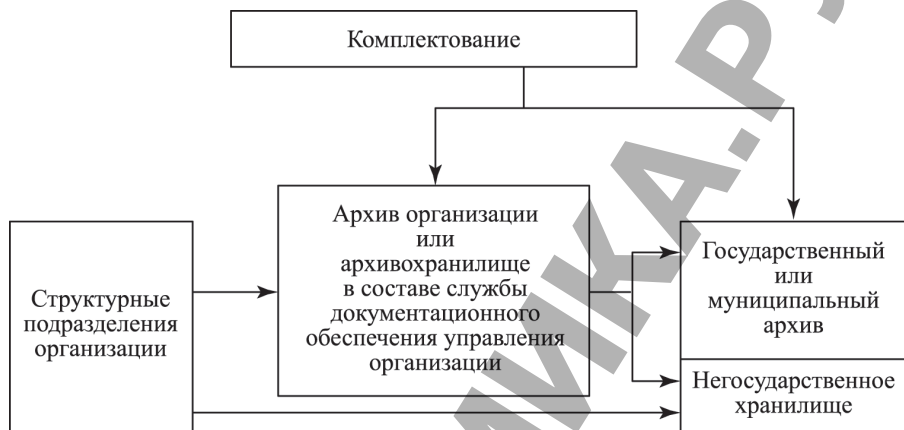 Комплектование
Архив организации
или
архивохранилище
в составе службы
документационного
обеспечения управления
организации
Структурные
подразделения
организации
Государственный
или
муниципальный
архив
Негосударственное
хранилище